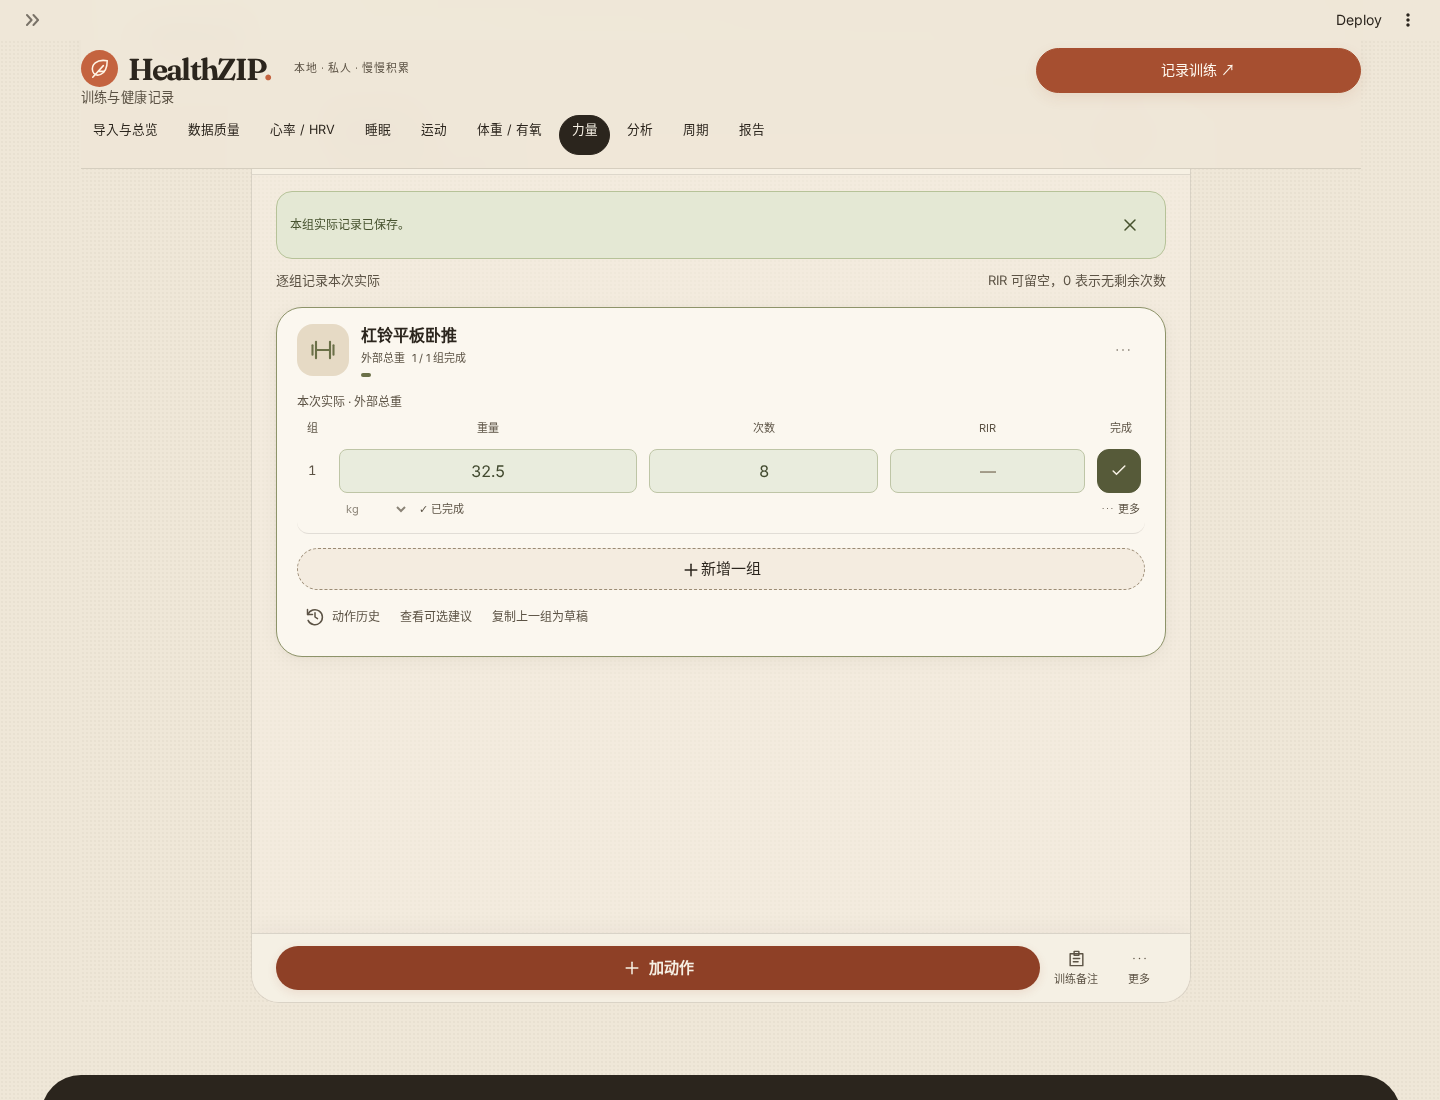 Deploy
HealthZIP.
本地 · 私人 · 慢慢积累
记录训练 ↗
训练与健康记录
导入与总览 数据质量 心率 / HRV 睡眠 运动 体重 / 有氧 力量 分析 周期 报告
本组实际记录已保存。
逐组记录本次实际 RIR 可留空，0 表示无剩余次数
杠铃平板卧推
外部总重 1 / 1 组完成
本次实际 · 外部总重
组 重量 次数 RIR 完成
1 32.5 8 —
kg ✓ 已完成 ··· 更多
新增一组
动作历史 查看可选建议 复制上一组为草稿
加动作
训练备注 更多